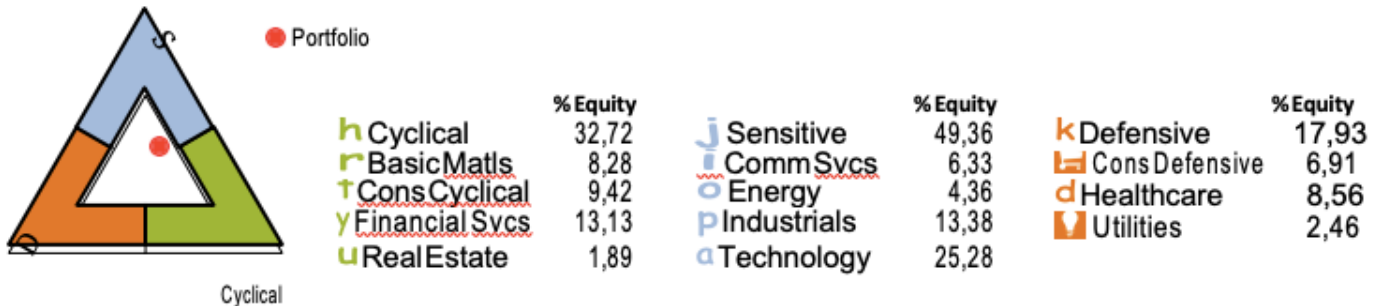 S
Portfolio
% Equity
h Cyclical 32,72
r Basic Matls 8,28
t Cons Cyclical 9,42
y Financial Svcs 13,13
u Real Estate 1,89
% Equity
j Sensitive 49,36
i Comm Svcs 6,33
o Energy 4,36
p Industrials 13,38
a Technology 25,28
% Equity
k Defensive 17,93
Cons Defensive 6,91
d Healthcare 8,56
Utilities 2,46
D
Cyclical